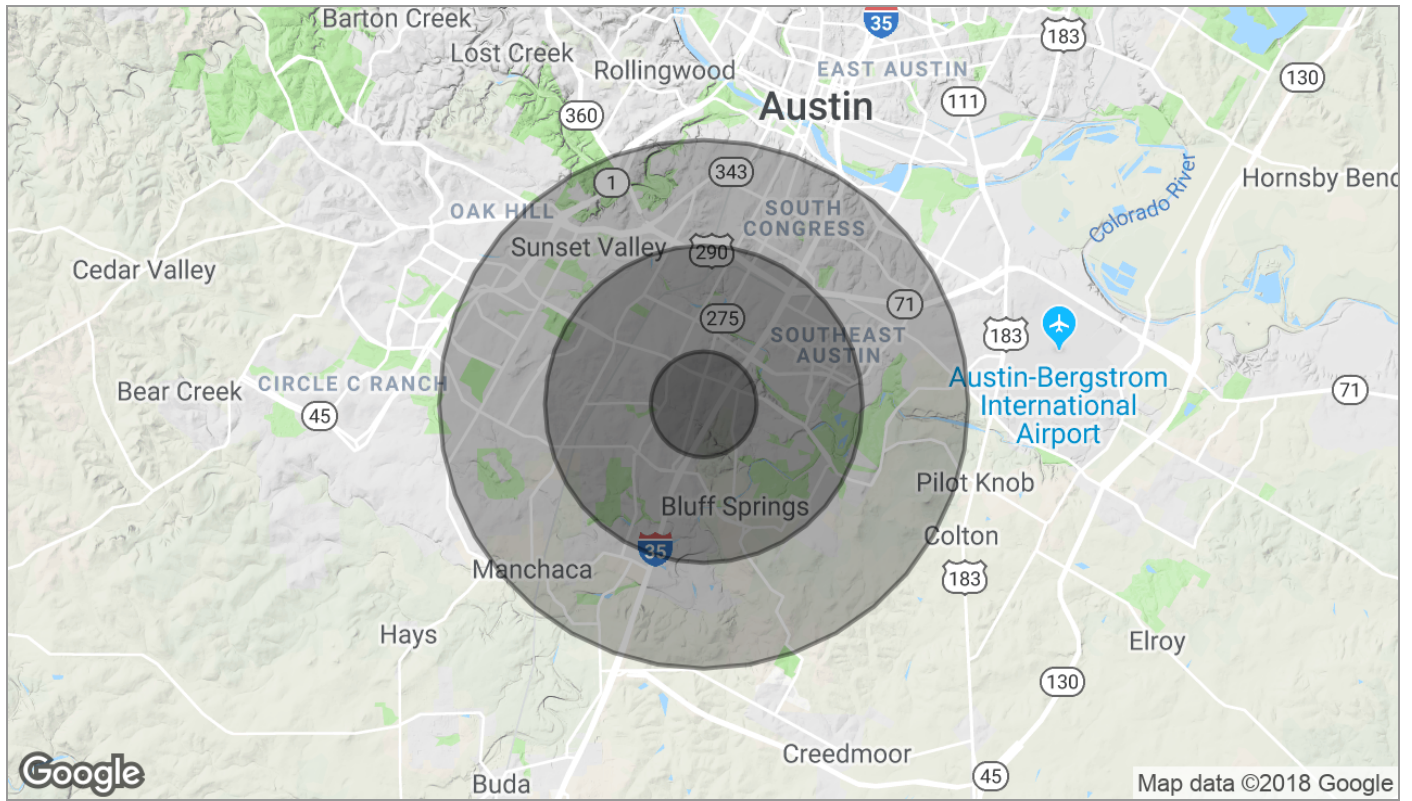 Barton Creek
35
183
Lost Creek
Rollingwood
EAST AUSTIN
130
360
Austin
111
1
343
Hornsby Bend
OAK HILL
SOUTH
CONGRESS
Colorado River
Sunset Valley
290
Cedar Valley
275
71
SOUTHEAST
AUSTIN
183
Bear Creek
CIRCLE C RANCH
45
Austin-Bergstrom
International
Airport
71
Pilot Knob
Bluff Springs
Colton
35
Manchaca
183
Hays
Elroy
130
Creedmoor
45
Buda
Google
Map data ©2018 Google